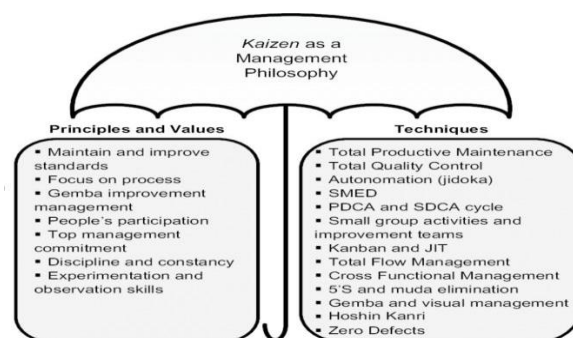 Kaizen as a
Management
Philosophy
Principles and Values
▪ Maintain and improve
standards
▪ Focus on process
▪ Gemba improvement
management
▪ People's participation
▪ Top management
commitment
▪ Discipline and constancy
▪ Experimentation and
observation skills
Techniques
▪ Total Productive Maintenance
▪ Total Quality Control
▪ Autonomation (jidoka)
▪ SMED
▪ PDCA and SDCA cycle
▪ Small group activities and
improvement teams
▪ Kanban and JIT
▪ Total Flow Management
▪ Cross Functional Management
▪ 5'S and muda elimination
▪ Gemba and visual management
▪ Hoshin Kanri
▪ Zero Defects